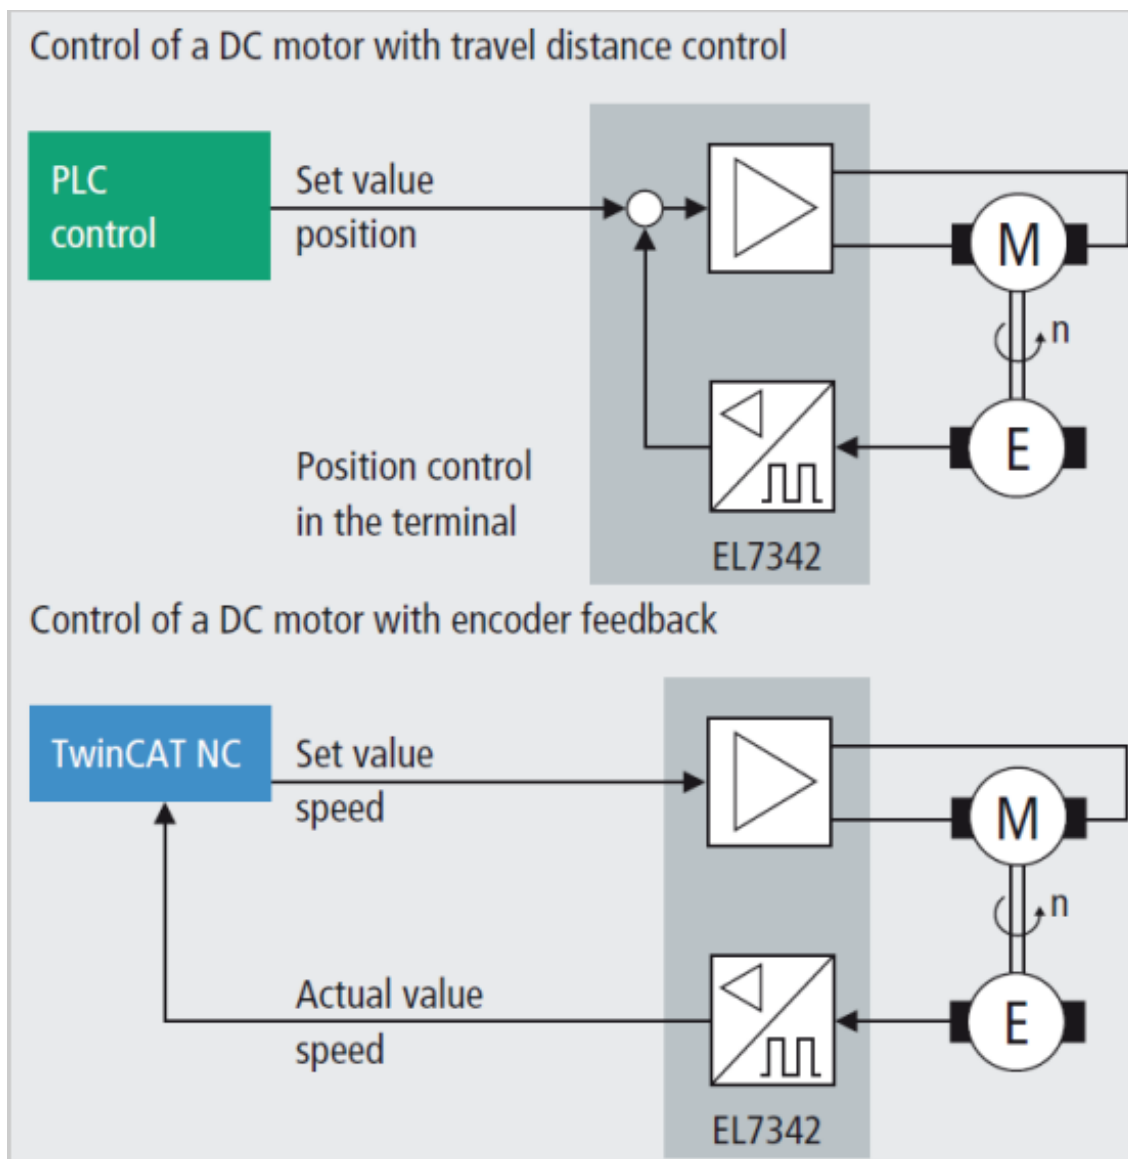 Control of a DC motor with travel distance control
PLC
control
Set value
position
M
n
E
Position control
in the terminal
EL7342
Control of a DC motor with encoder feedback
TwinCAT NC
Set value
speed
M
n
E
Actual value
speed
EL7342